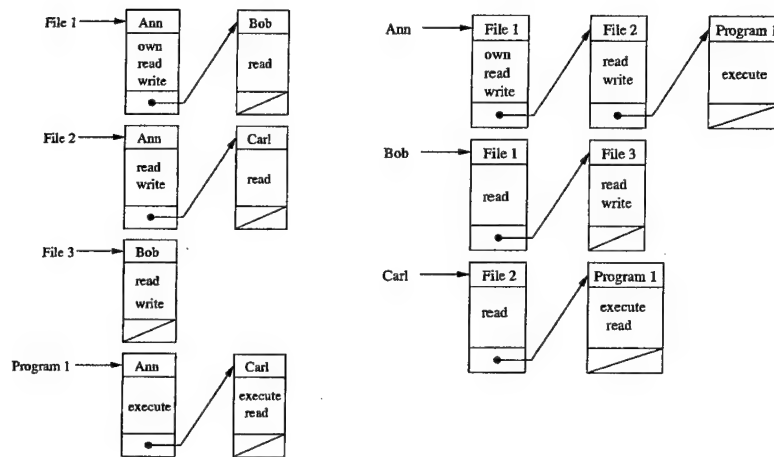 File 1
Ann
own
read
write
Bob
read
File 2
Ann
read
write
Carl
read
File 3
Bob
read
write
Program 1
Ann
execute
Carl
execute
read
Ann
File 1
own
read
write
File 2
read
write
Program 1
execute
Bob
File 1
read
File 3
read
write
Carl
File 2
read
Program 1
execute
read